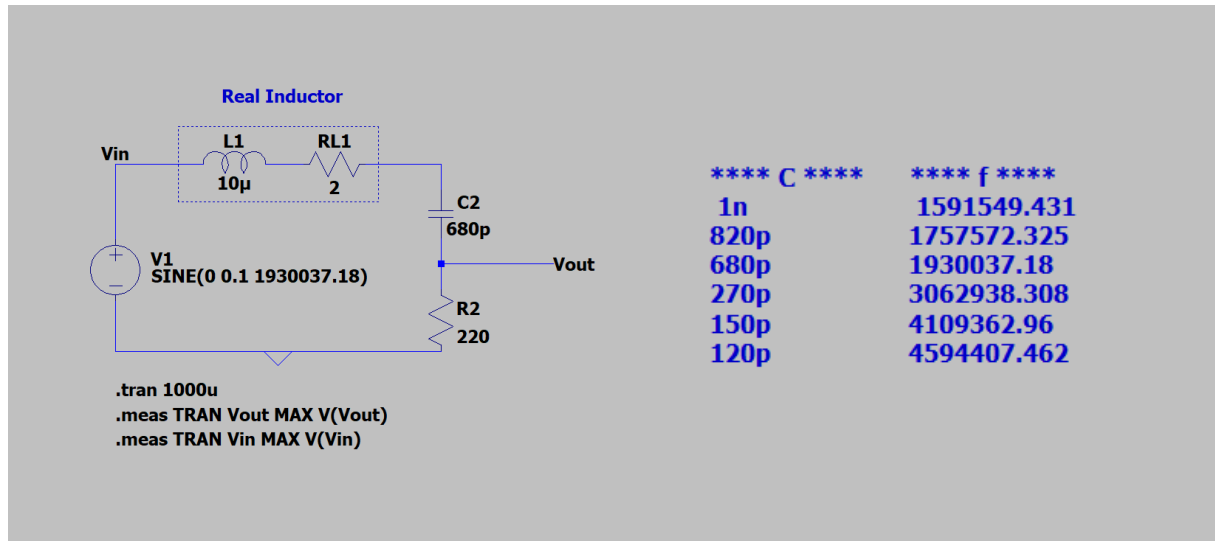 Real Inductor
L1
RL1
Vin
10µ
2
C2
680p
V1
SINE(0 0.1 1930037.18)
Vout
R2
220
.tran 1000u
.meas TRAN Vout MAX V(Vout)
.meas TRAN Vin MAX V(Vin)
**** C **** **** f ****
1n 1591549.431
820p 1757572.325
680p 1930037.18
270p 3062938.308
150p 4109362.96
120p 4594407.462